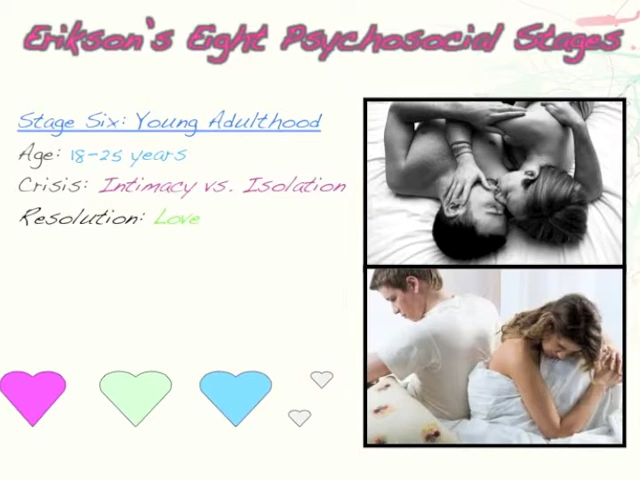 Erikson's Eight Psychosocial Stages
Stage Six: Young Adulthood
Age: 18-25 years
Crisis: Intimacy vs. Isolation
Resolution: Love